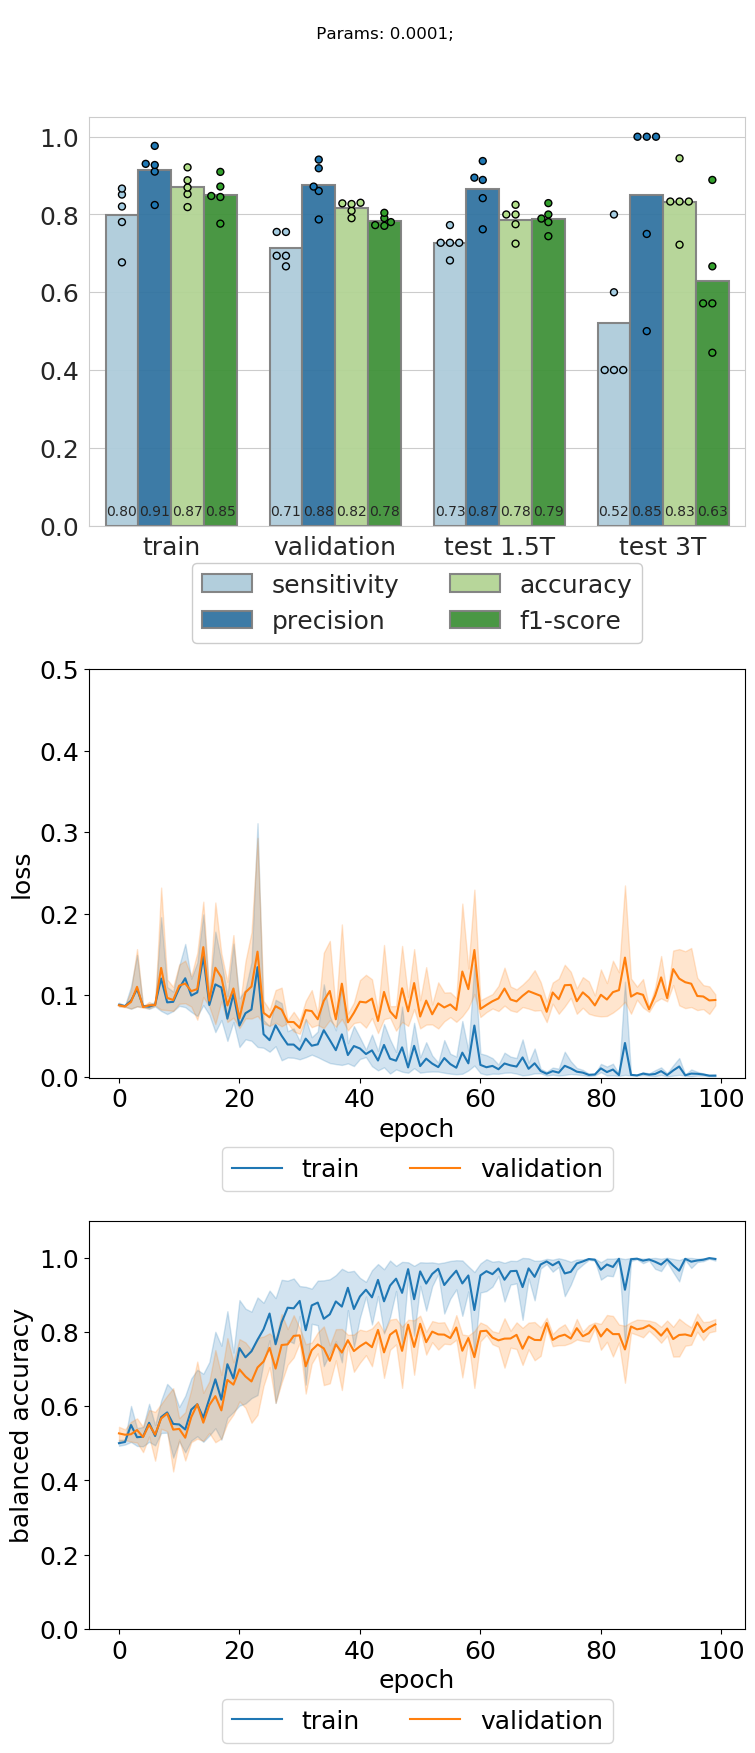 Params: 0.0001;
1.0
0.8
0.6
0.4
0.2
0.0
0.80 0.91 0.87 0.85 0.71 0.88 0.82 0.78 0.73 0.87 0.78 0.79 0.52 0.85 0.83 0.63
train validation test 1.5T test 3T
sensitivity accuracy
precision f1-score
0.5
0.4
0.3
0.2
0.1
0.0
loss
0 20 40 60 80 100
epoch
train validation
1.0
0.8
0.6
0.4
0.2
0.0
balanced accuracy
0 20 40 60 80 100
epoch
train validation